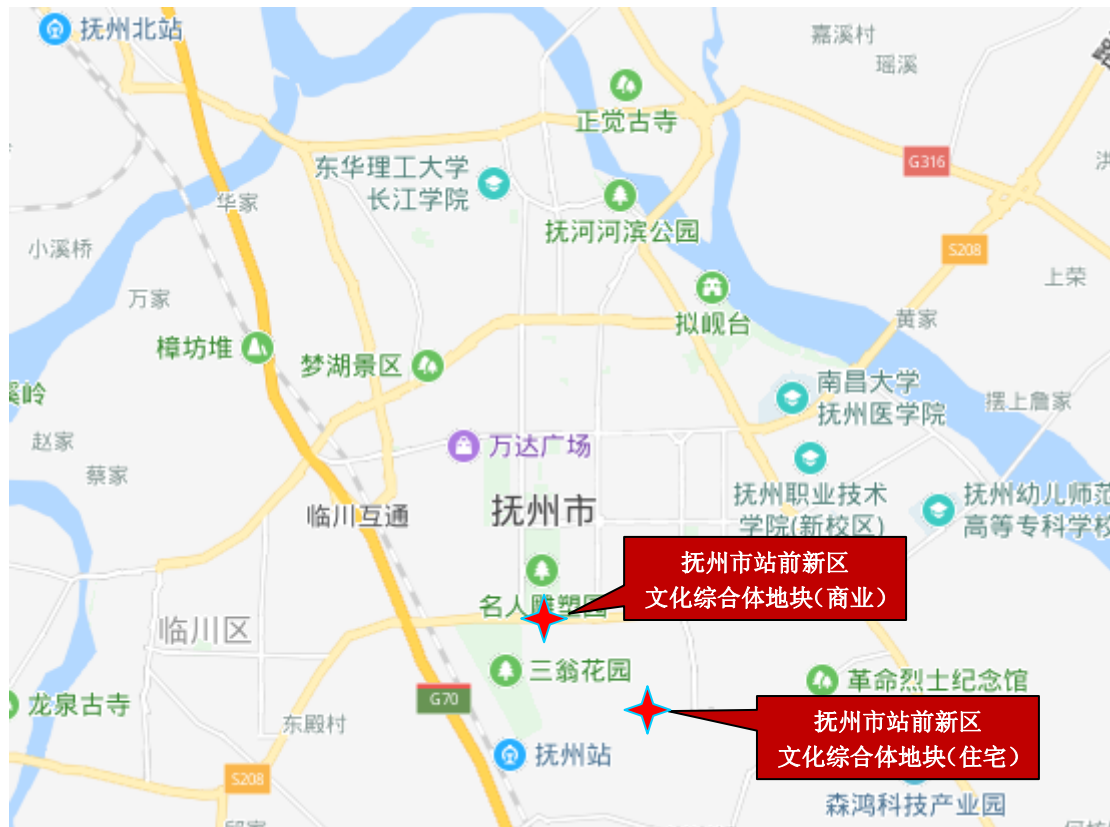 抚州北站
嘉溪村
瑶溪
正觉古寺
G316
东华理工大学
长江学院
华家
抚河河滨公园
小溪桥
S208
上荣
万家
拟岘台
黄家
樟坊堆
梦湖景区
南昌大学
抚州医学院
摆上詹家
溪岭
赵家
万达广场
蔡家
抚州职业技术
学院(新校区)
抚州幼儿师范
高等专科学校
临川互通
抚州市
抚州市站前新区
文化综合体地块(商业)
名人雕塑园
临川区
三翁花园
革命烈士纪念馆
G70
龙泉古寺
东殿村
抚州市站前新区
文化综合体地块(住宅)
抚州站
S208
森鸿科技产业园